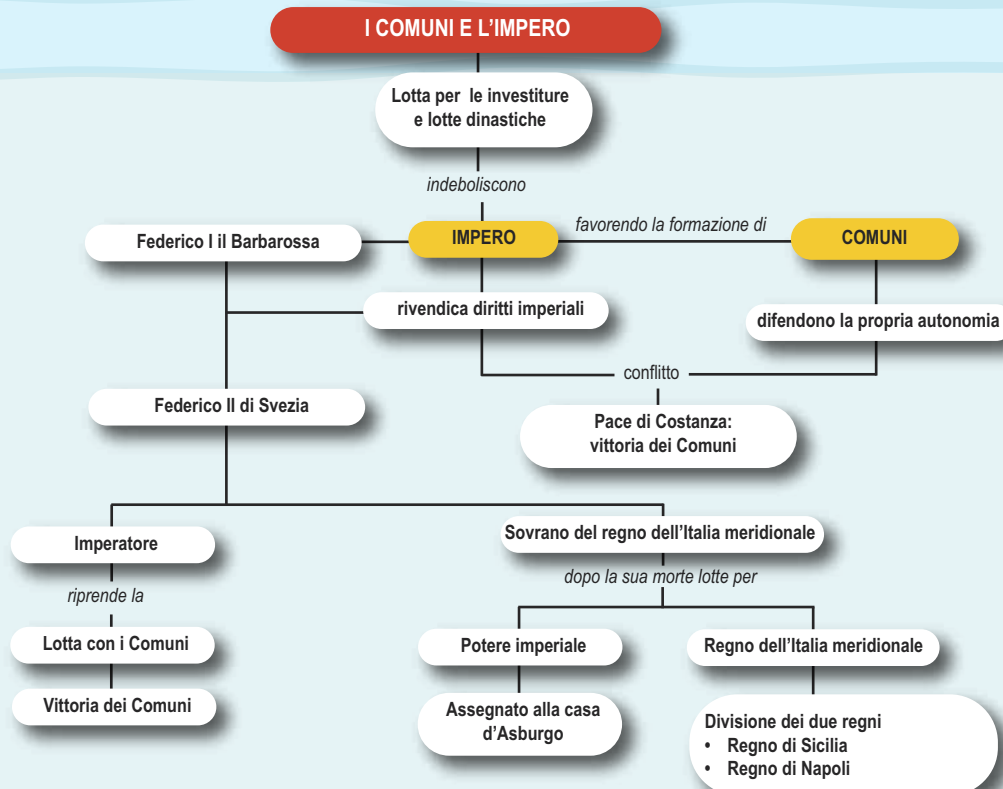 I COMUNI E L'IMPERO
Lotta per le investiture
e lotte dinastiche
indeboliscono
Federico I il Barbarossa
IMPERO
favorendo la formazione di
COMUNI
rivendica diritti imperiali
difendono la propria autonomia
conflitto
Federico II di Svezia
Pace di Costanza:
vittoria dei Comuni
Imperatore
Sovrano del regno dell'Italia meridionale
riprende la
dopo la sua morte lotte per
Lotta con i Comuni
Potere imperiale
Regno dell'Italia meridionale
Vittoria dei Comuni
Assegnato alla casa
d'Asburgo
Divisione dei due regni
• Regno di Sicilia
• Regno di Napoli